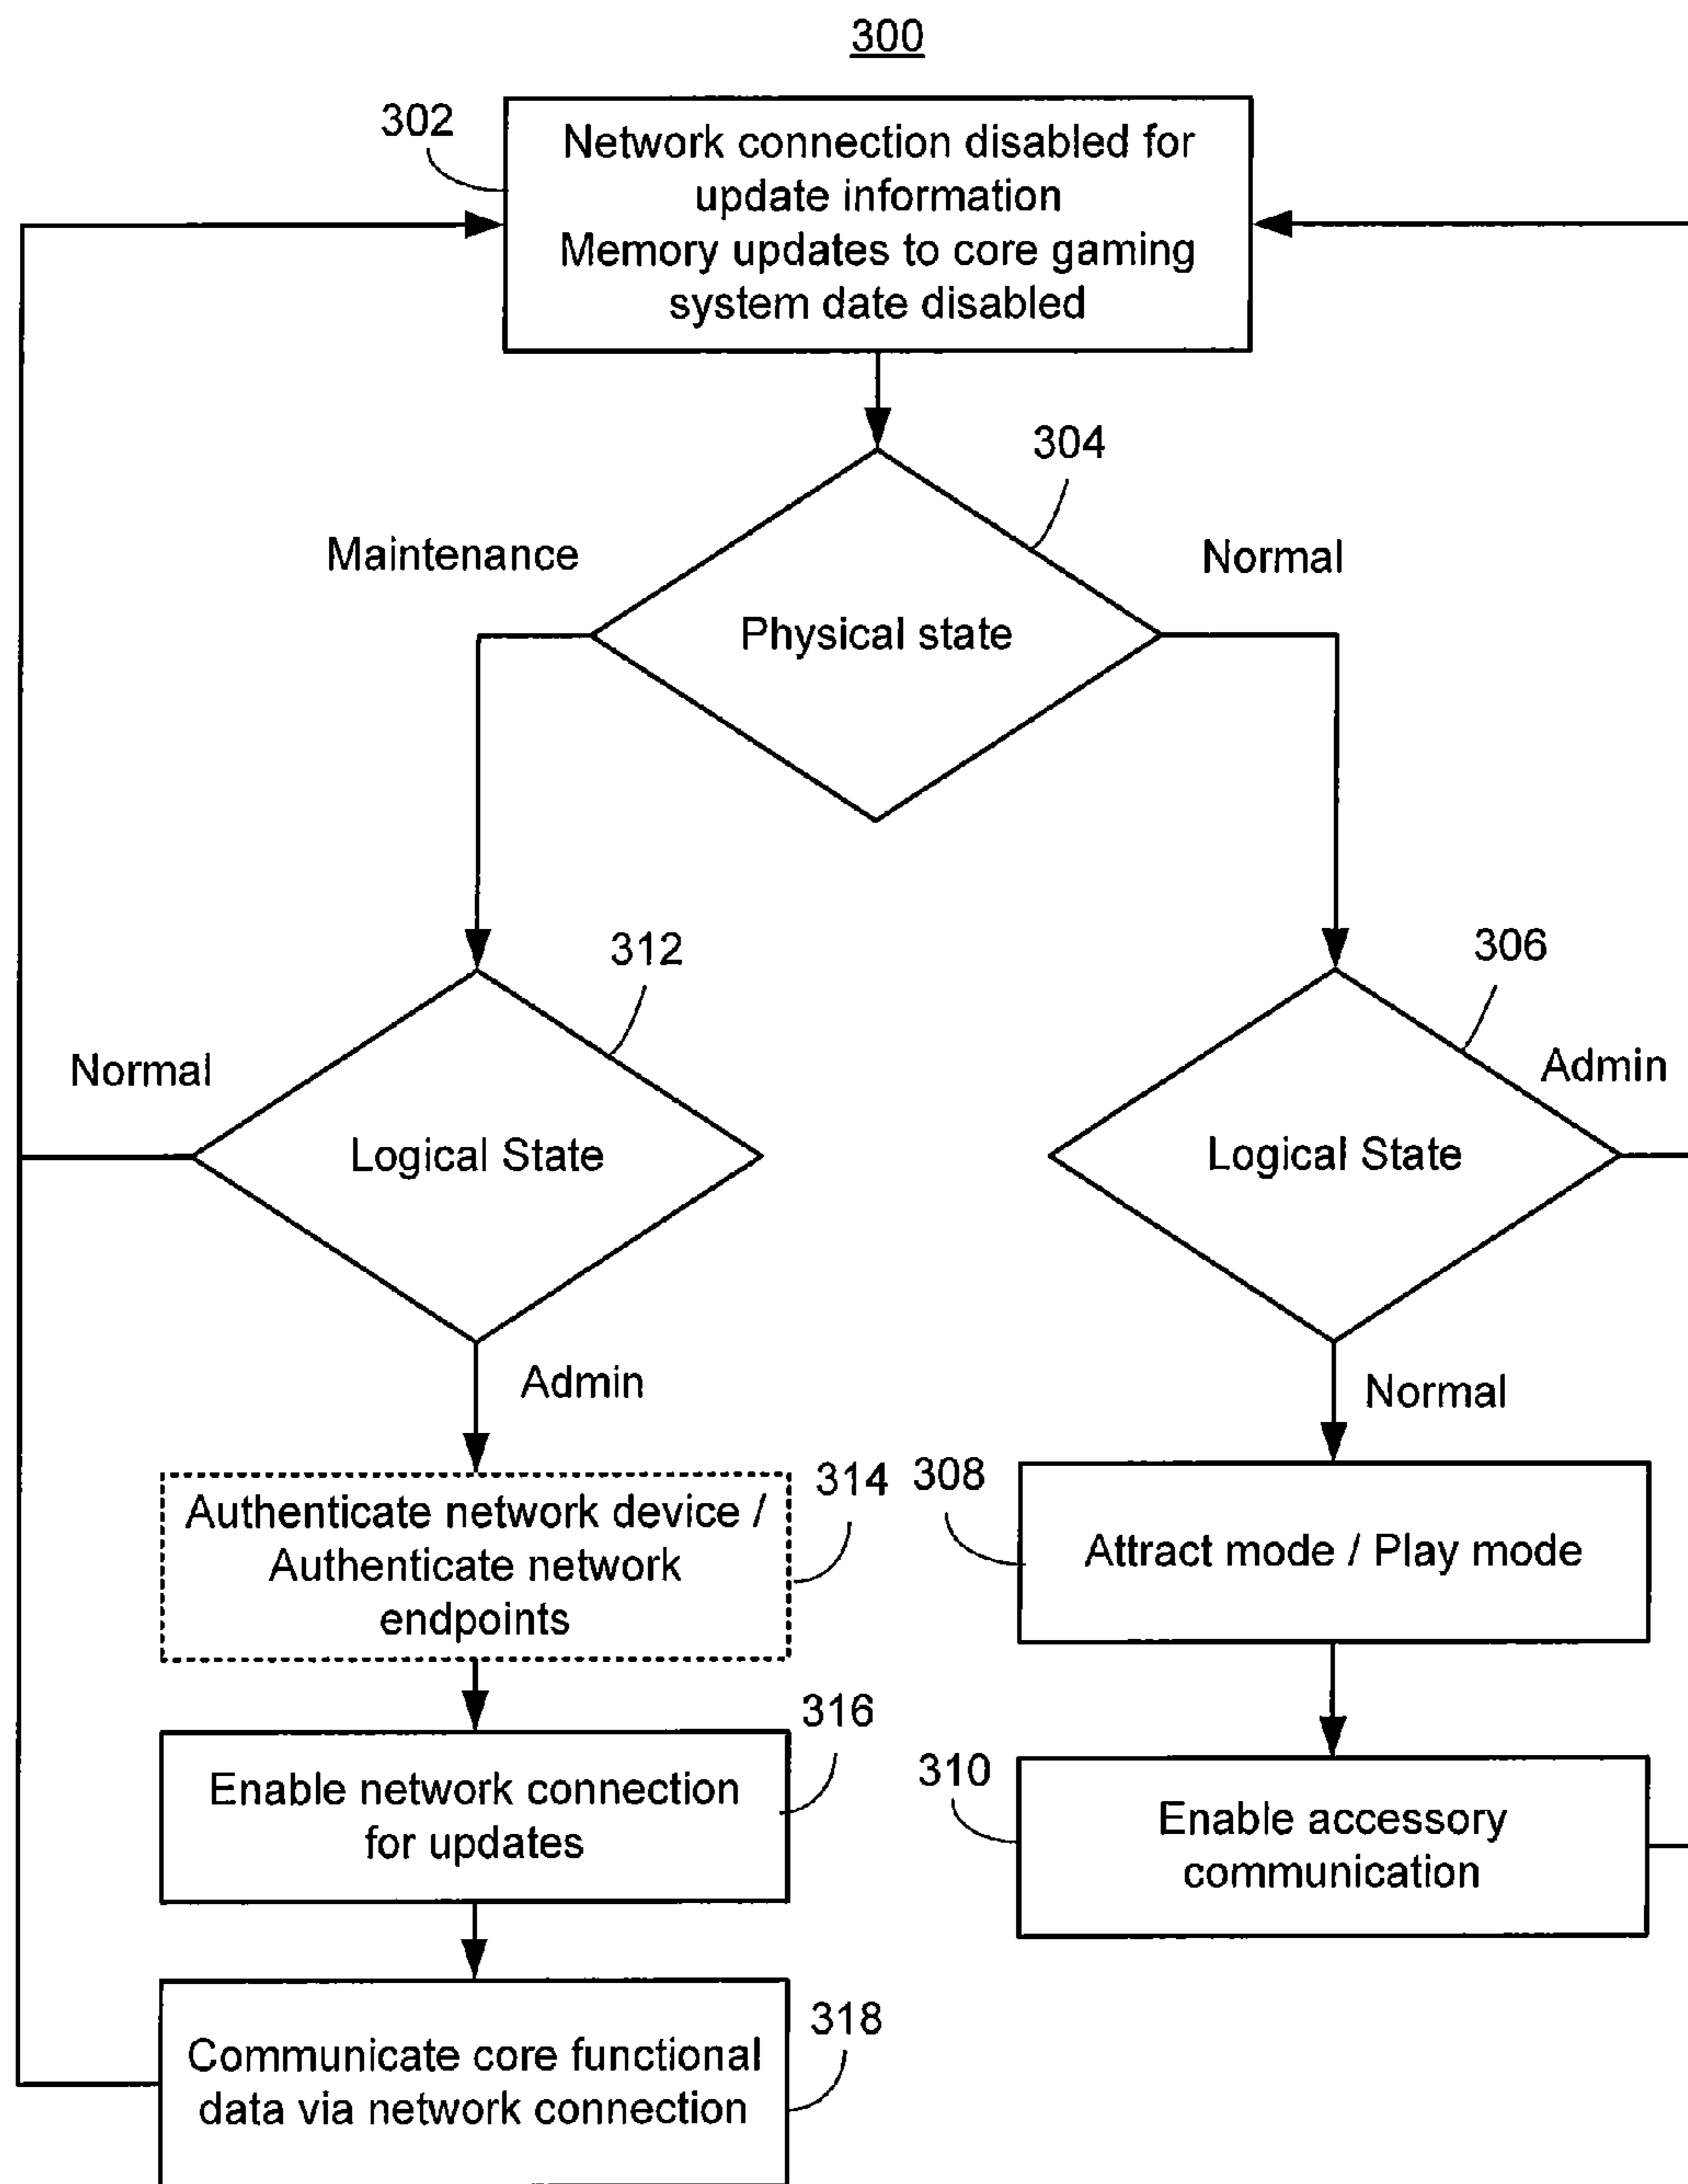 300
302
Network connection disabled for
update information
Memory updates to core gaming
system date disabled
304
Maintenance
Normal
Physical state
312
306
Normal
Admin
Logical State
Logical State
Admin
Normal
314
308
Authenticate network device /
Authenticate network
endpoints
Attract mode / Play mode
316
310
Enable network connection
for updates
Enable accessory
communication
318
Communicate core functional
data via network connection